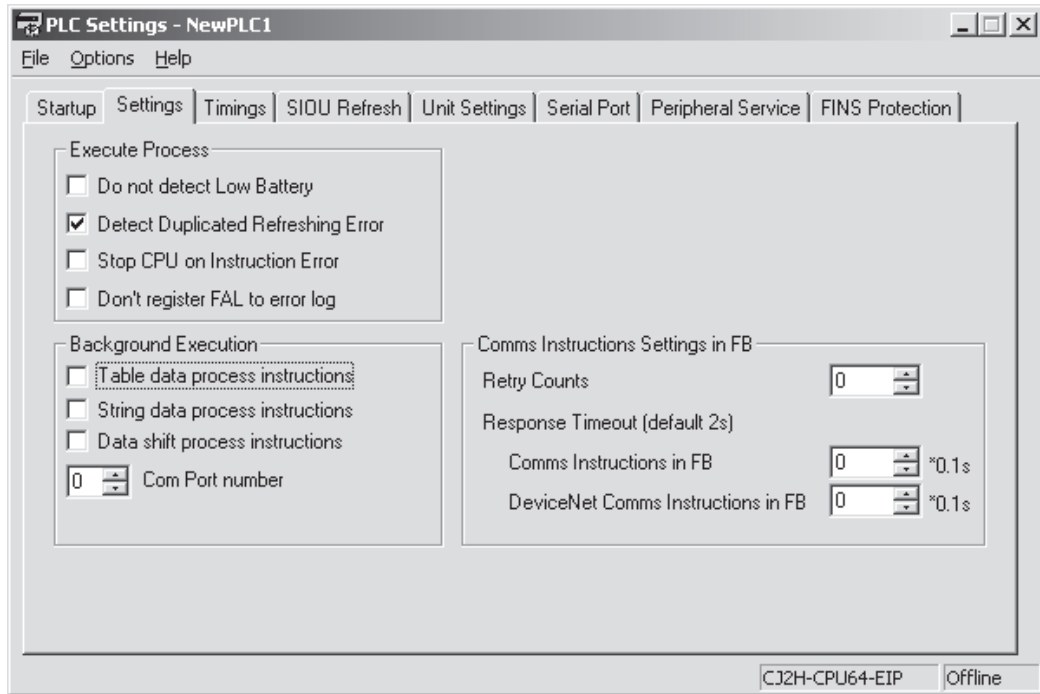 PLC Settings - NewPLC1
File Options Help
Startup Settings Timings SIOU Refresh Unit Settings Serial Port Peripheral Service FINS Protection
Execute Process
Do not detect Low Battery
Detect Duplicated Refreshing Error
Stop CPU on Instruction Error
Don't register FAL to error log
Background Execution
Table data process instructions
String data process instructions
Data shift process instructions
0 Com Port number
Comms Instructions Settings in FB
Retry Counts 0
Response Timeout (default 2s)
Comms Instructions in FB 0 *0.1s
DeviceNet Comms Instructions in FB 0 *0.1s
CJ2H-CPU64-EIP Offline